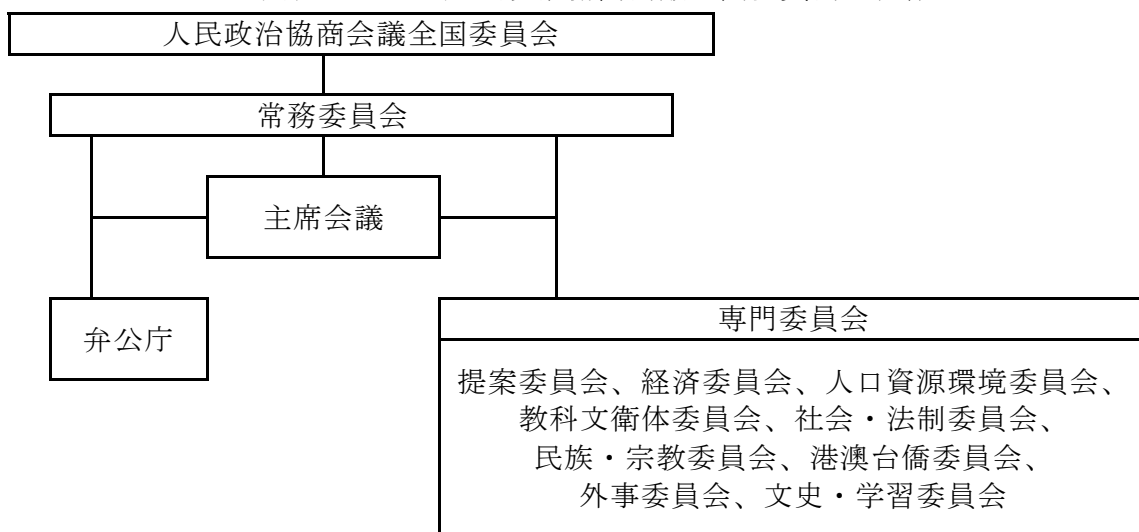 人民政治協商会議全国委員会
常務委員会
主席会議
弁公庁
専門委員会
提案委員会、経済委員会、人口資源環境委員会、
教科文衛体委員会、社会・法制委員会、
民族・宗教委員会、港澳台僑委員会、
外事委員会、文史・学習委員会